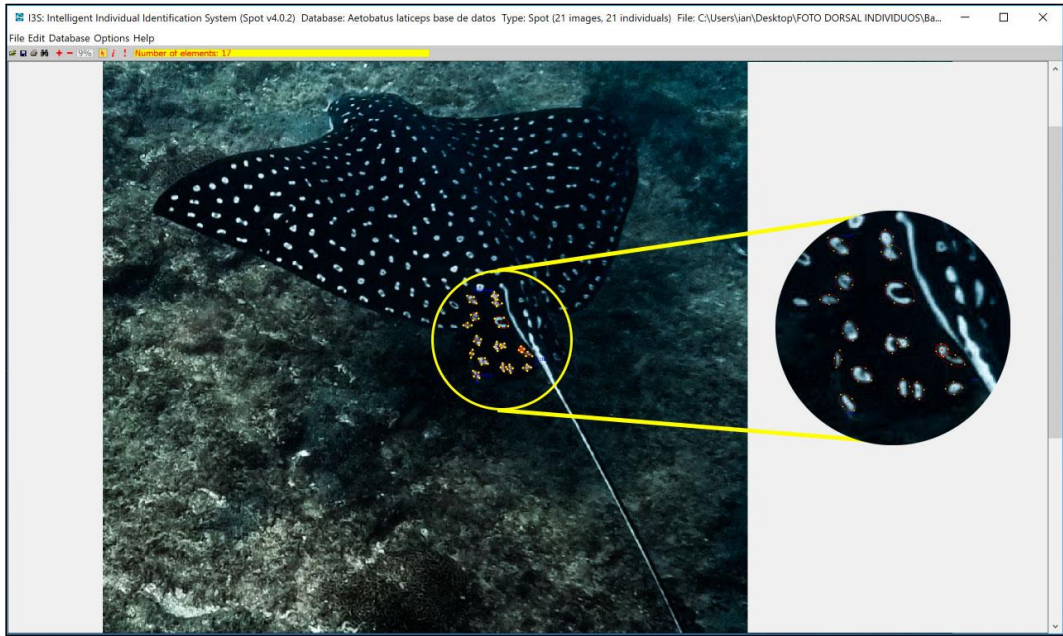 I3S: Intelligent Individual Identification System (Spot v4.0.2) Database: Aetobatus laticeps base de datos Type: Spot (21 images, 21 individuals) File: C:\Users\ian\Desktop\FOTO DORSAL INDIVIDUOS\Ba...
File Edit Database Options Help
9% i ! Number of elements: 17